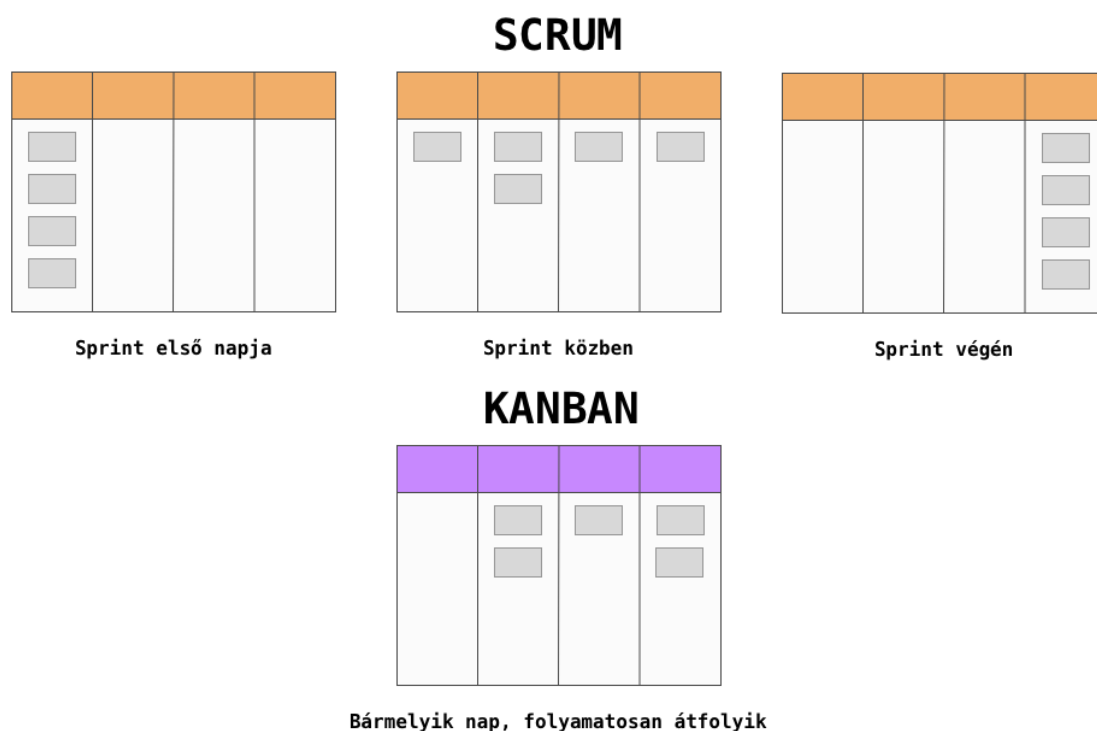 SCRUM
Sprint első napja
Sprint közben
Sprint végén
KANBAN
Bármelyik nap, folyamatosan átfolyik